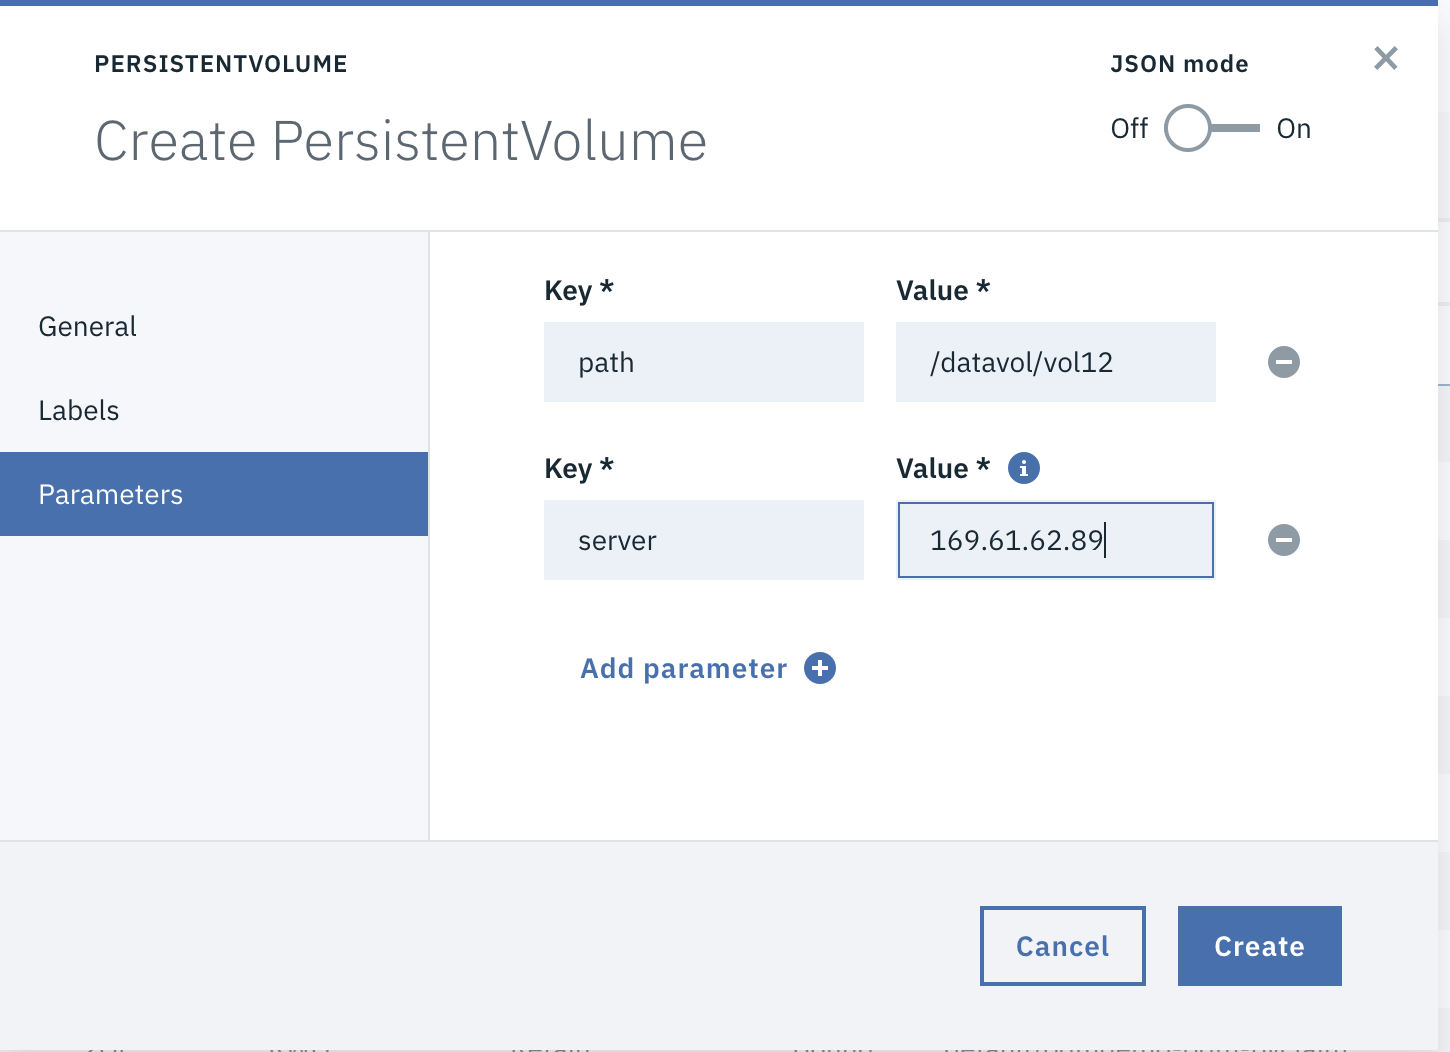 PERSISTENTVOLUME
Create PersistentVolume
JSON mode
Off On
General
Labels
Parameters
Key * Value *
path /datavol/vol12
Key * Value *
server 169.61.62.89
Add parameter
Cancel Create